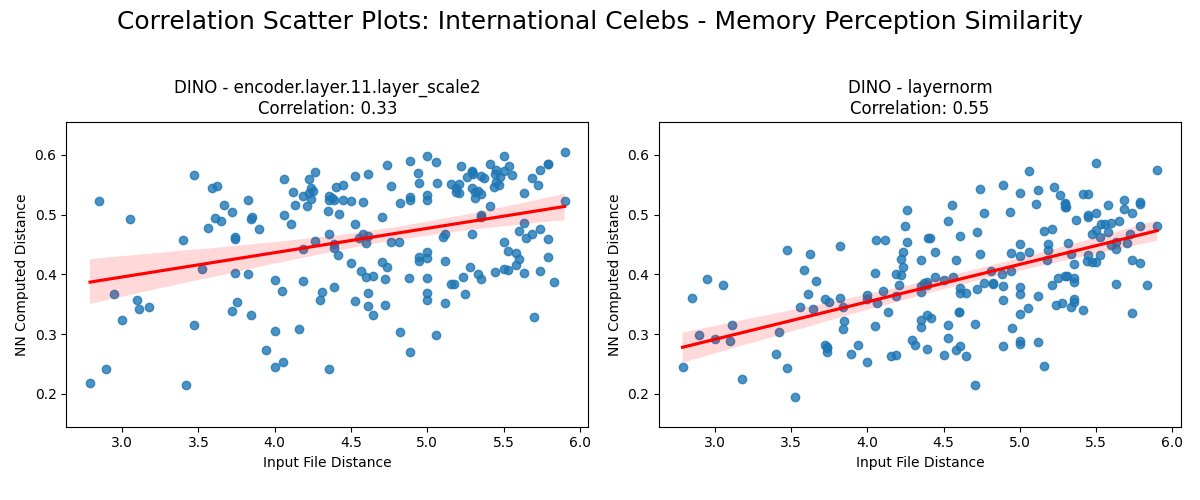 Correlation Scatter Plots: International Celebs - Memory Perception Similarity
DINO - encoder.layer.11.layer_scale2
Correlation: 0.33
NN Computed Distance
0.6
0.5
0.4
0.3
0.2
3.0 3.5 4.0 4.5 5.0 5.5 6.0
Input File Distance
DINO - layernorm
Correlation: 0.55
NN Computed Distance
0.6
0.5
0.4
0.3
0.2
3.0 3.5 4.0 4.5 5.0 5.5 6.0
Input File Distance